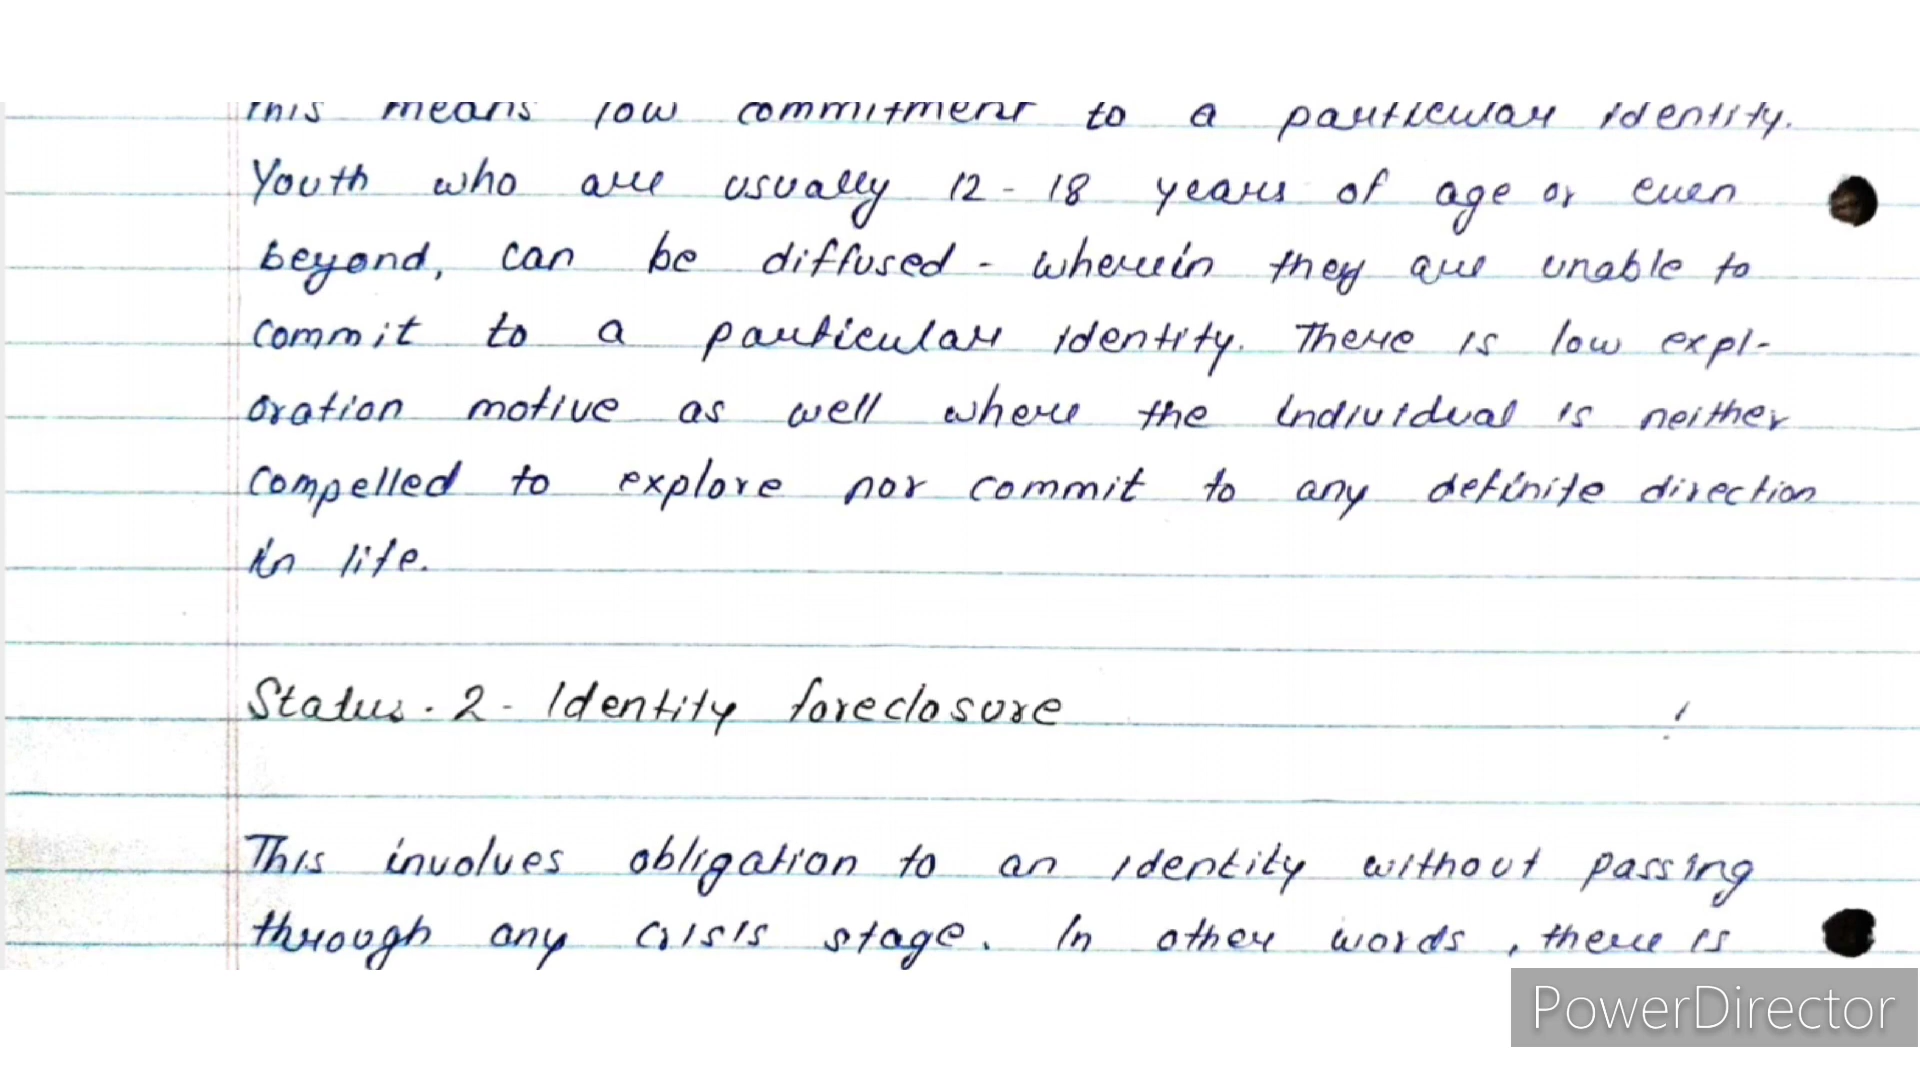 This means low commitment to a particular identity.
Youth who are usually 12 - 18 years of age or even
beyond, can be diffused - wherein they are unable to
commit to a particular identity. There is low expl-
oration motive as well where the individual is neither
compelled to explore nor commit to any definite direction
in life.
Status - 2 - Identity foreclosure
This involves obligation to an identity without passing
through any crisis stage. In other words, there is
PowerDirector